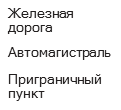 Железная
дорога
Автомагистраль
Приграничный
пункт